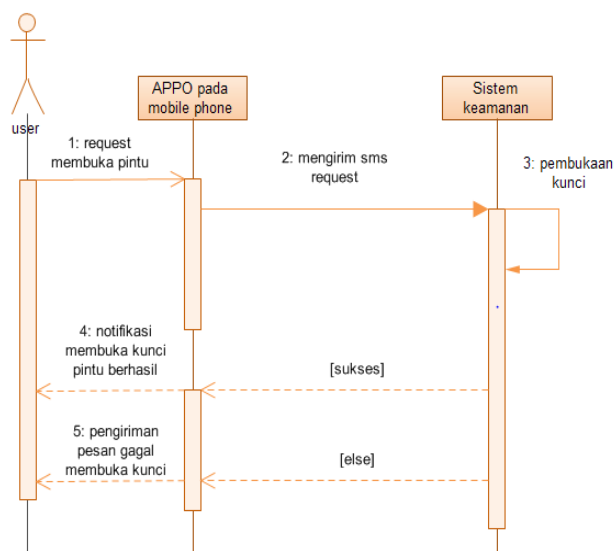 APPO pada
mobile phone
Sistem
keamanan
user
1: request
membuka pintu
2: mengirim sms
request
3: pembukaan
kunci
4: notifikasi
membuka kunci
pintu berhasil
[sukses]
5: pengiriman
pesan gagal
membuka kunci
[else]